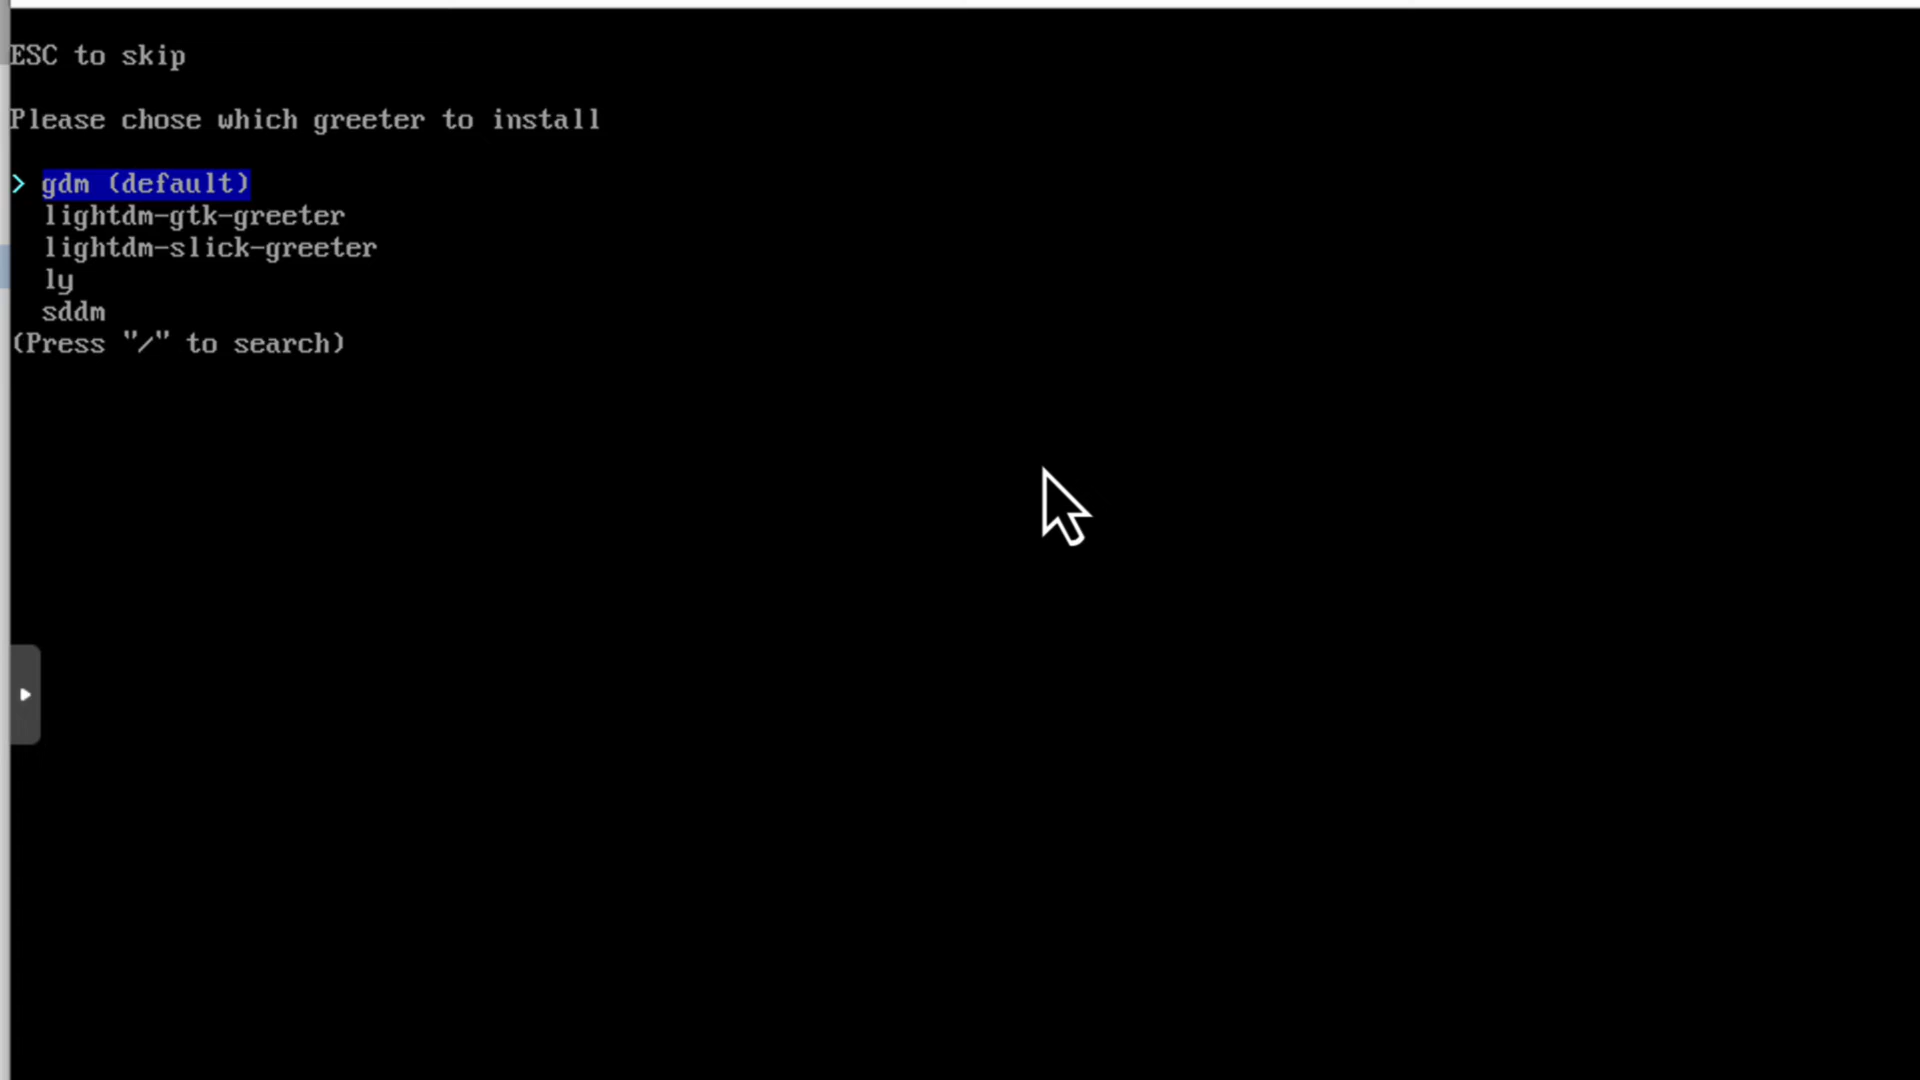 ESC to skip
Please chose which greeter to install
> gdm (default)
lightdm-gtk-greeter
lightdm-slick-greeter
ly
sddm
(Press "/" to search)